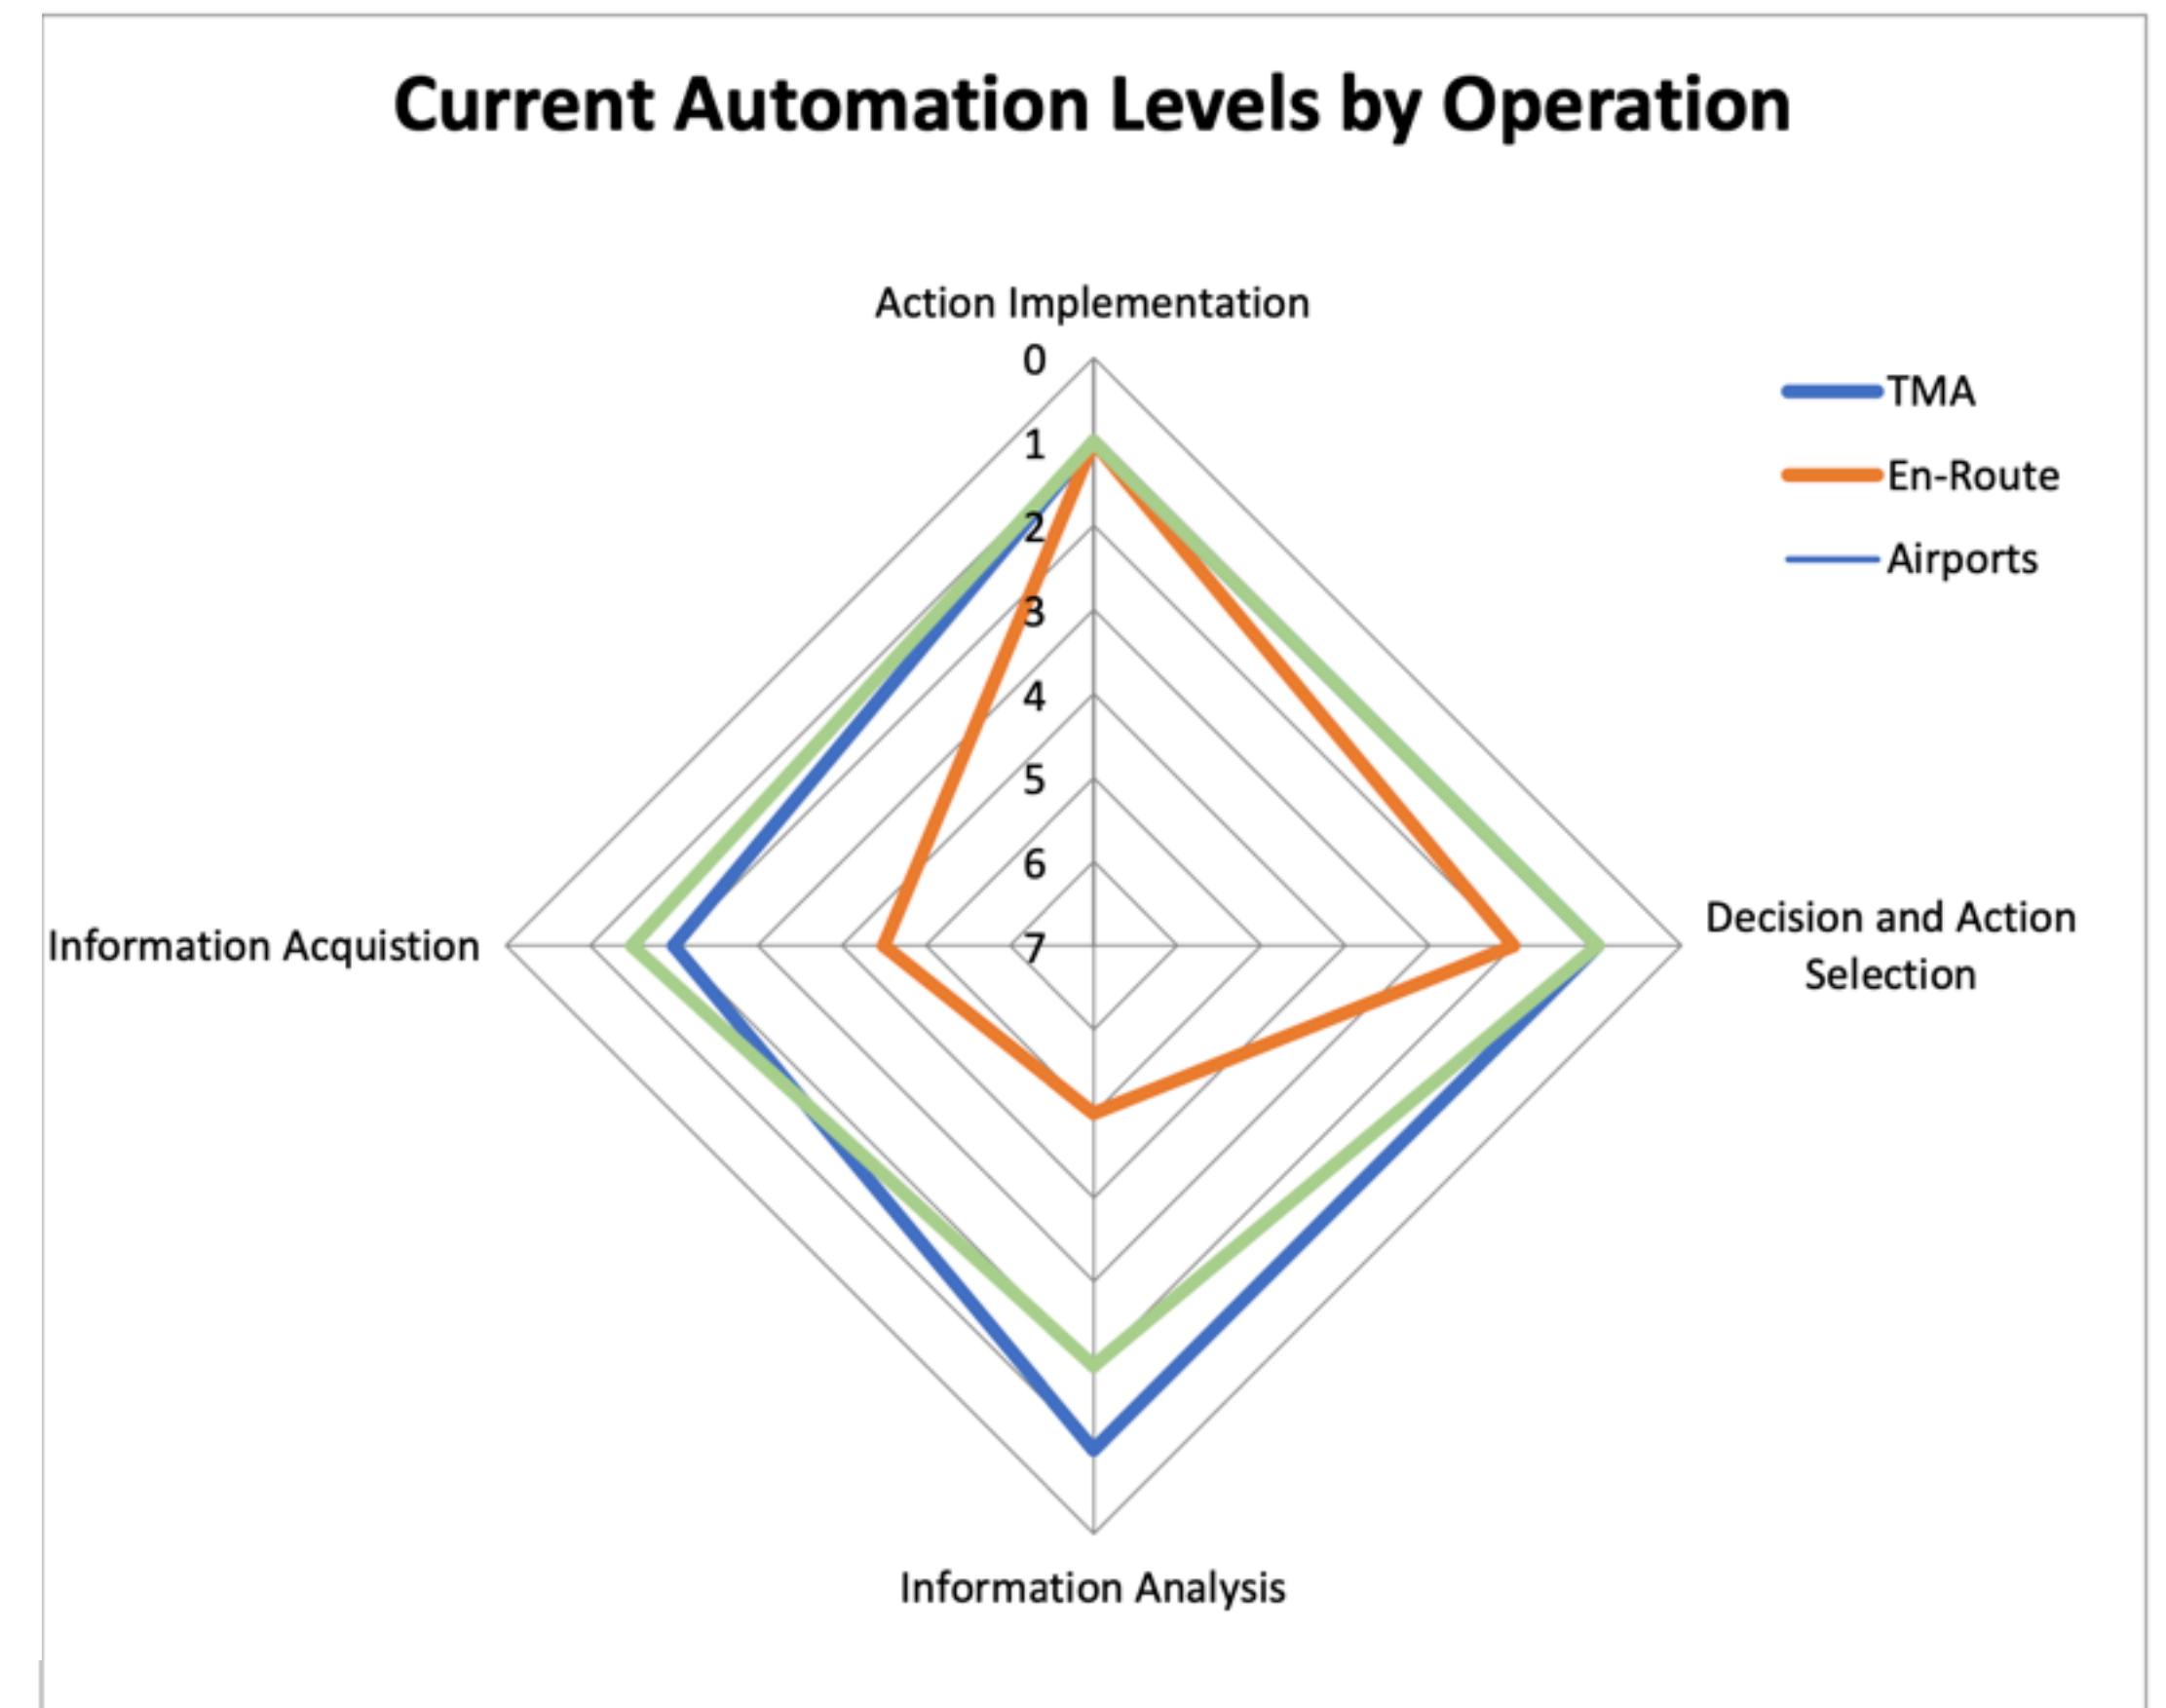 Current Automation Levels by Operation
Action Implementation
0
1
2
3
4
5
6
7
TMA
En-Route
Airports
Information Acquistion
Decision and Action
Selection
Information Analysis